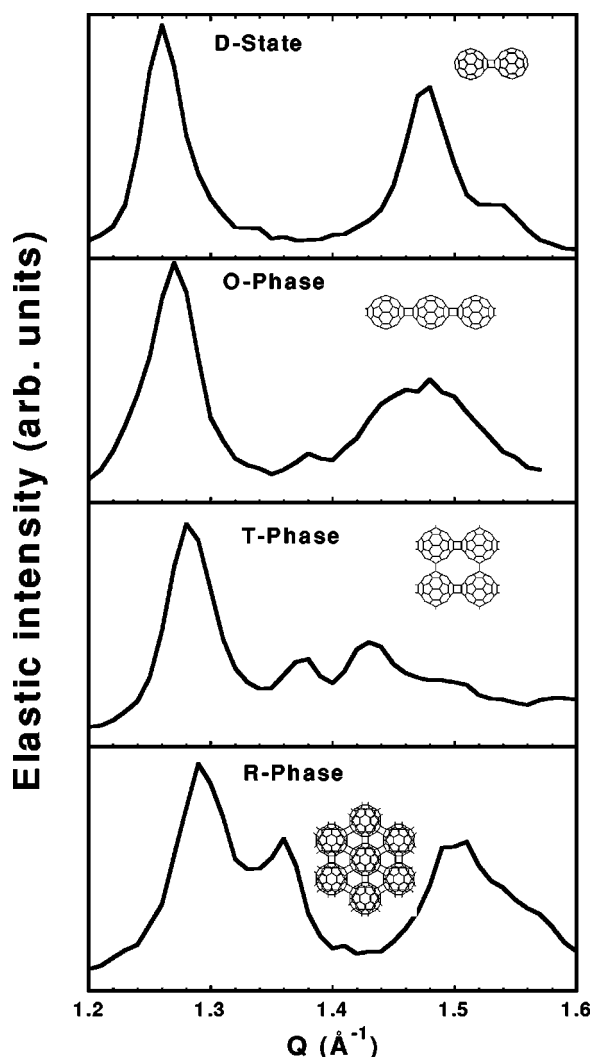 D-State
O-Phase
T-Phase
R-Phase
Elastic intensity (arb. units)
1.2 1.3 1.4 1.5 1.6
Q (Å⁻¹)